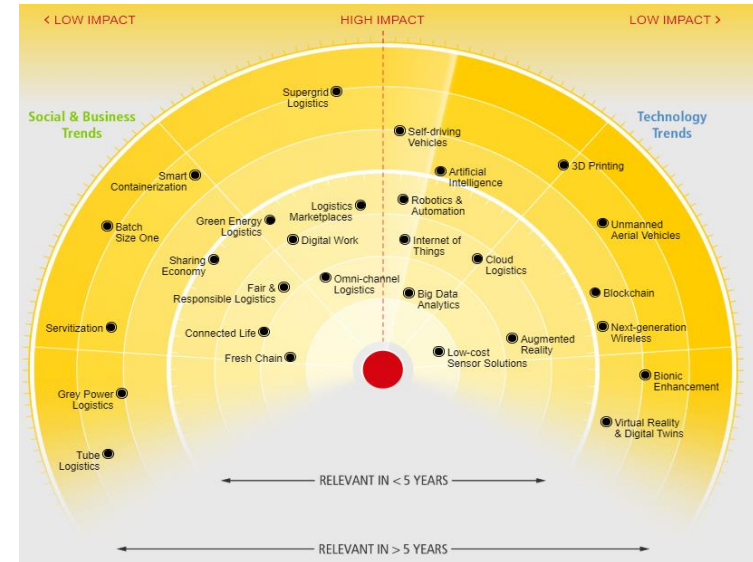 < LOW IMPACT
HIGH IMPACT
LOW IMPACT >
Social & Business
Trends
Technology
Trends
Supergrid
Logistics
Self-driving
Vehicles
3D Printing
Smart
Containerization
Artificial
Intelligence
Logistics
Marketplaces
Robotics &
Automation
Batch
Size One
Green Energy
Logistics
Unmanned
Aerial Vehicles
Digital Work
Internet of
Things
Sharing
Economy
Cloud
Logistics
Fair &
Responsible Logistics
Omni-channel
Logistics
Big Data
Analytics
Blockchain
Servitization
Connected Life
Next-generation
Wireless
Augmented
Reality
Fresh Chain
Low-cost
Sensor Solutions
Bionic
Enhancement
Grey Power
Logistics
Virtual Reality
& Digital Twins
Tube
Logistics
RELEVANT IN < 5 YEARS
RELEVANT IN > 5 YEARS